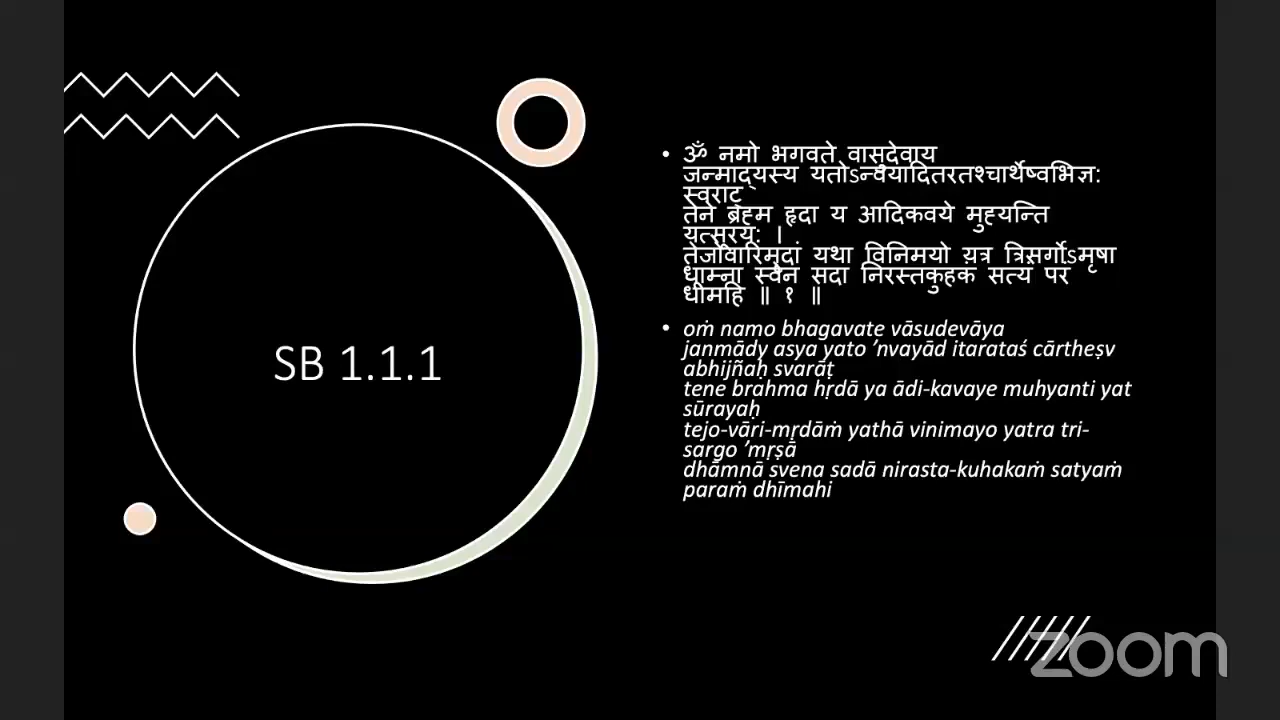 SB 1.1.1
• ॐ नमो भगवते वासुदेवाय
जन्माद्यस्य यतोऽन्वयादितरतश्चार्थेष्वभिज्ञ:
स्वराट्
तेने ब्रह्म हृदा य आदिकवये मुह्यन्ति
यत्सूरय: ।
तेजोवारिमृदां यथा विनिमयो यत्र त्रिसर्गोऽमृषा
धाम्ना स्वेन सदा निरस्तकुहकं सत्यं परं
धीमहि ॥ १ ॥
• oṁ namo bhagavate vāsudevāya
janmādy asya yato ’nvayād itarataś cārtheṣv
abhijñaḥ svarāṭ
tene brahma hṛdā ya ādi-kavaye muhyanti yat
sūrayaḥ
tejo-vāri-mṛdāṁ yathā vinimayo yatra tri-
sargo ’mṛṣā
dhāmnā svena sadā nirasta-kuhakaṁ satyaṁ
paraṁ dhīmahi
zoom